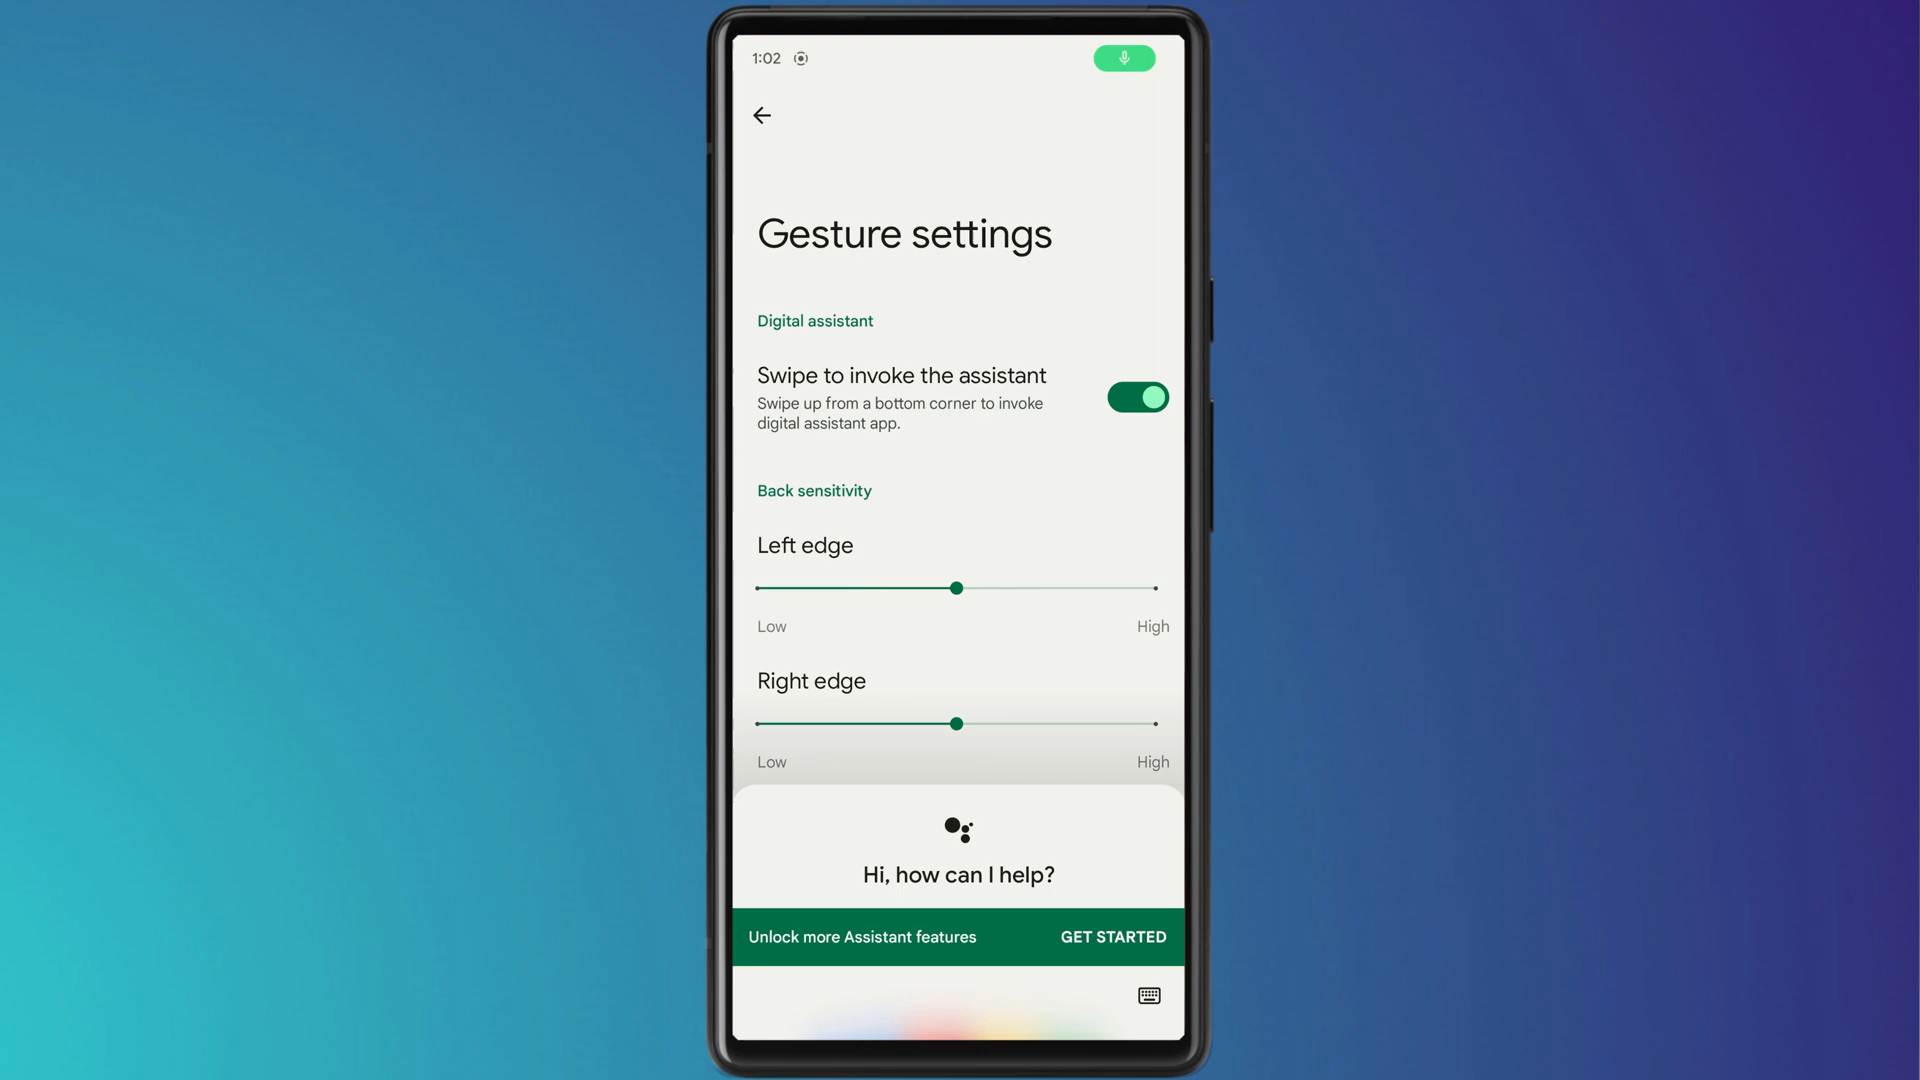 1:02
Gesture settings
Digital assistant
Swipe to invoke the assistant
Swipe up from a bottom corner to invoke
digital assistant app.
Back sensitivity
Left edge
Low High
Right edge
Low High
Hi, how can I help?
Unlock more Assistant features GET STARTED